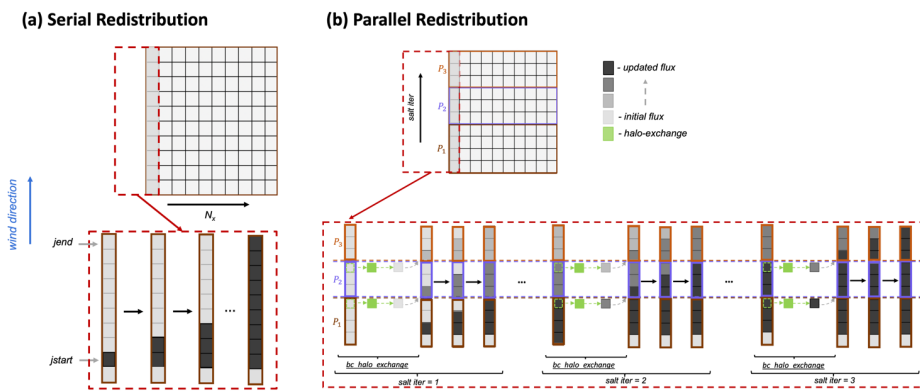 (a) Serial Redistribution
(b) Parallel Redistribution
P3
P2
P1
salt iter
- updated flux
- initial flux
- halo-exchange
Nx
wind direction
jend
jstart
...
P3
P2
P1
...
...
bc_halo_exchange
bc_halo_exchange
bc_halo_exchange
salt iter = 1
salt iter = 2
salt iter = 3